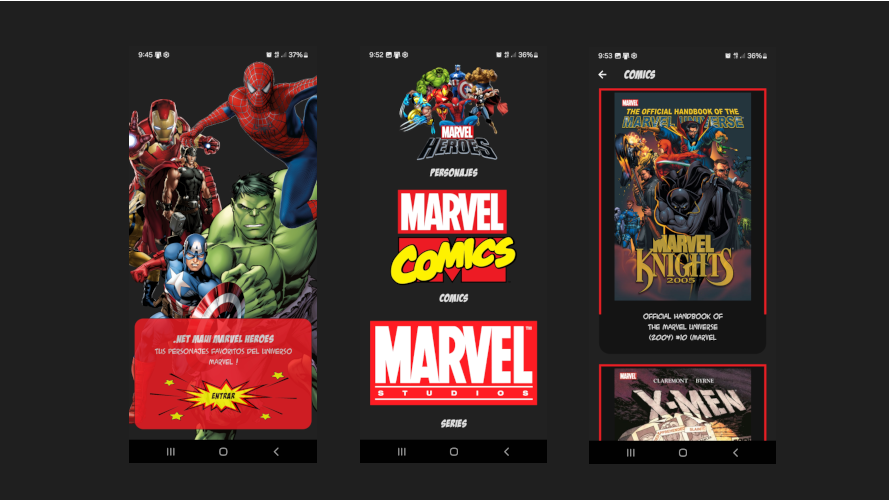 9:45
37%
.NET MAUI MARVEL HEROES
TUS PERSONAJES FAVORITOS DEL UNIVERSO
MARVEL !
ENTRAR
9:52
36%
MARVEL
HEROES
PERSONAJES
MARVEL
COMICS
COMICS
MARVEL
STUDIOS
SERIES
9:53
36%
COMICS
MARVEL
THE OFFICIAL HANDBOOK OF THE
MARVEL UNIVERSE
MARVEL
KNIGHTS
2005
OFFICIAL HANDBOOK OF
THE MARVEL UNIVERSE
(2004) #10 (MARVEL
MARVEL
CLAREMONT BYRNE
X-MEN